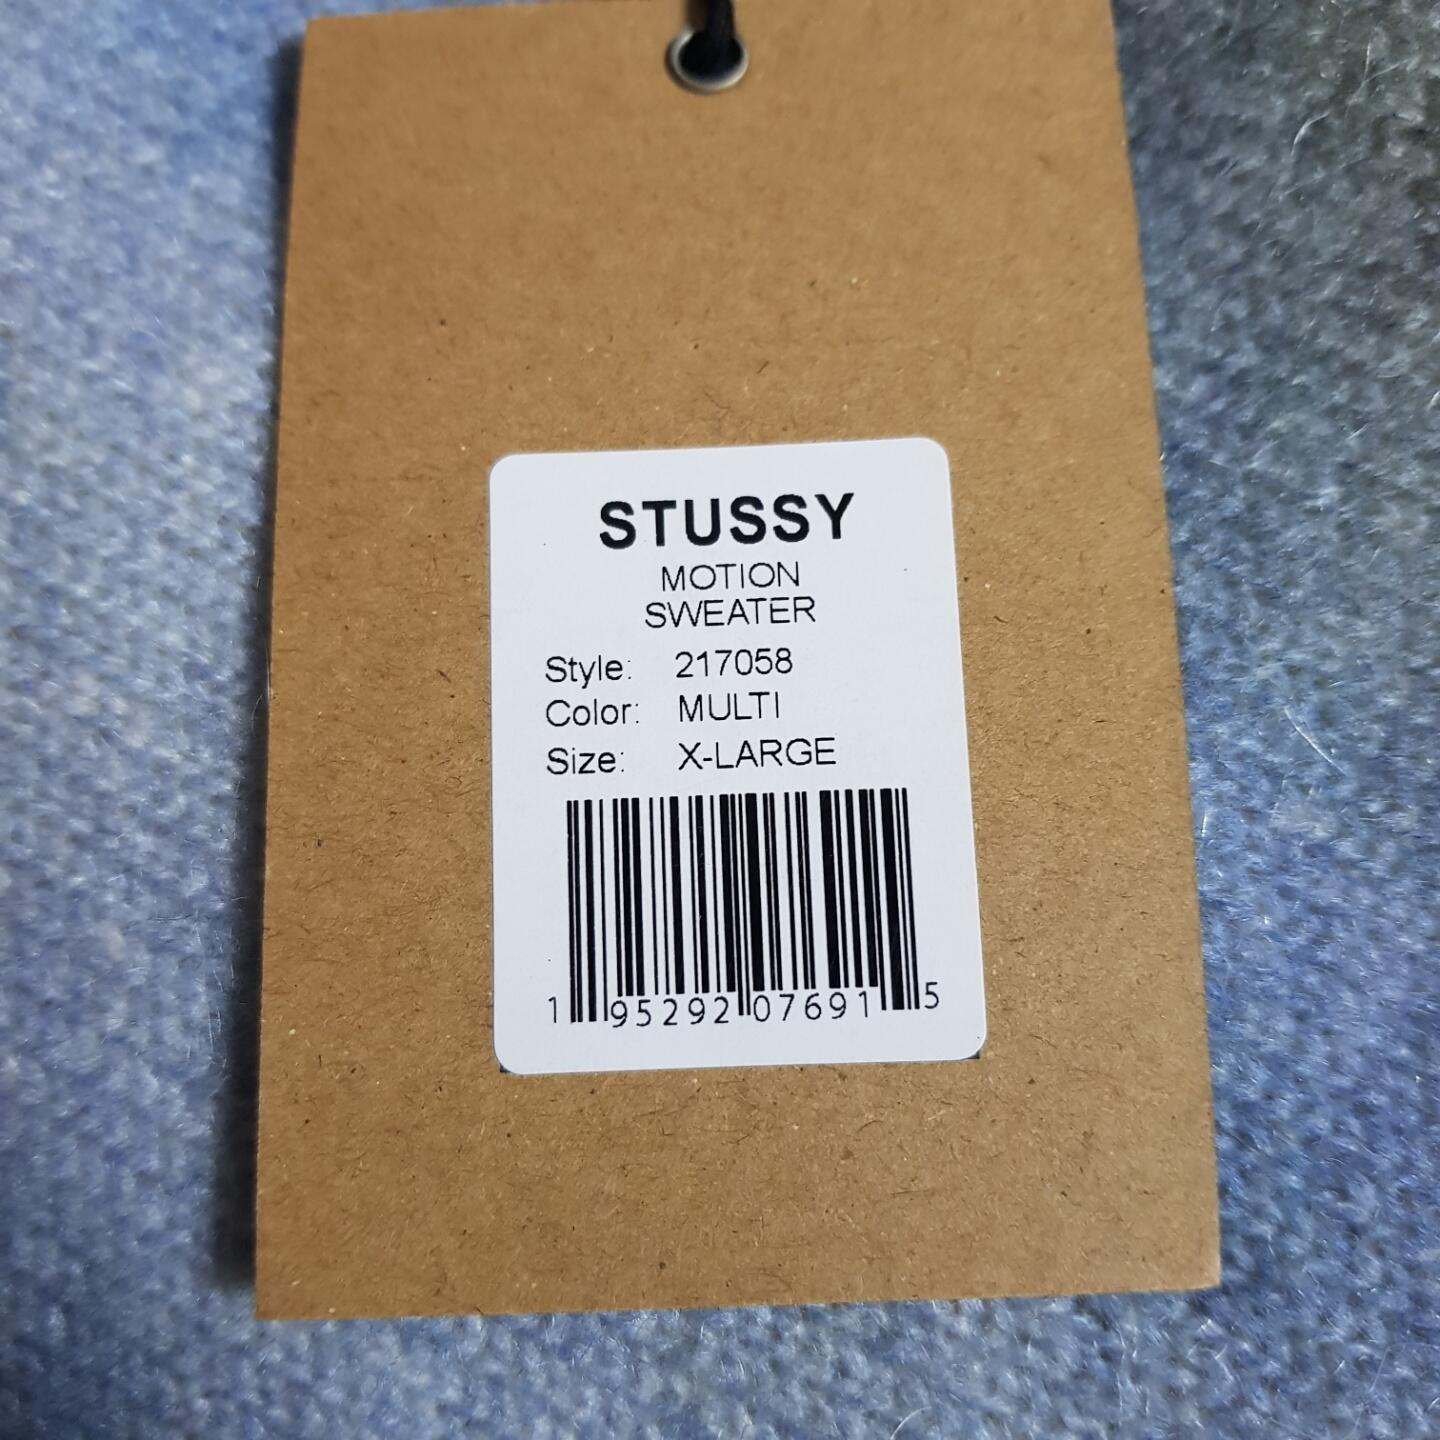 STUSSY
MOTION
SWEATER
Style: 217058
Color: MULTI
Size: X-LARGE
1 95292 07691 5